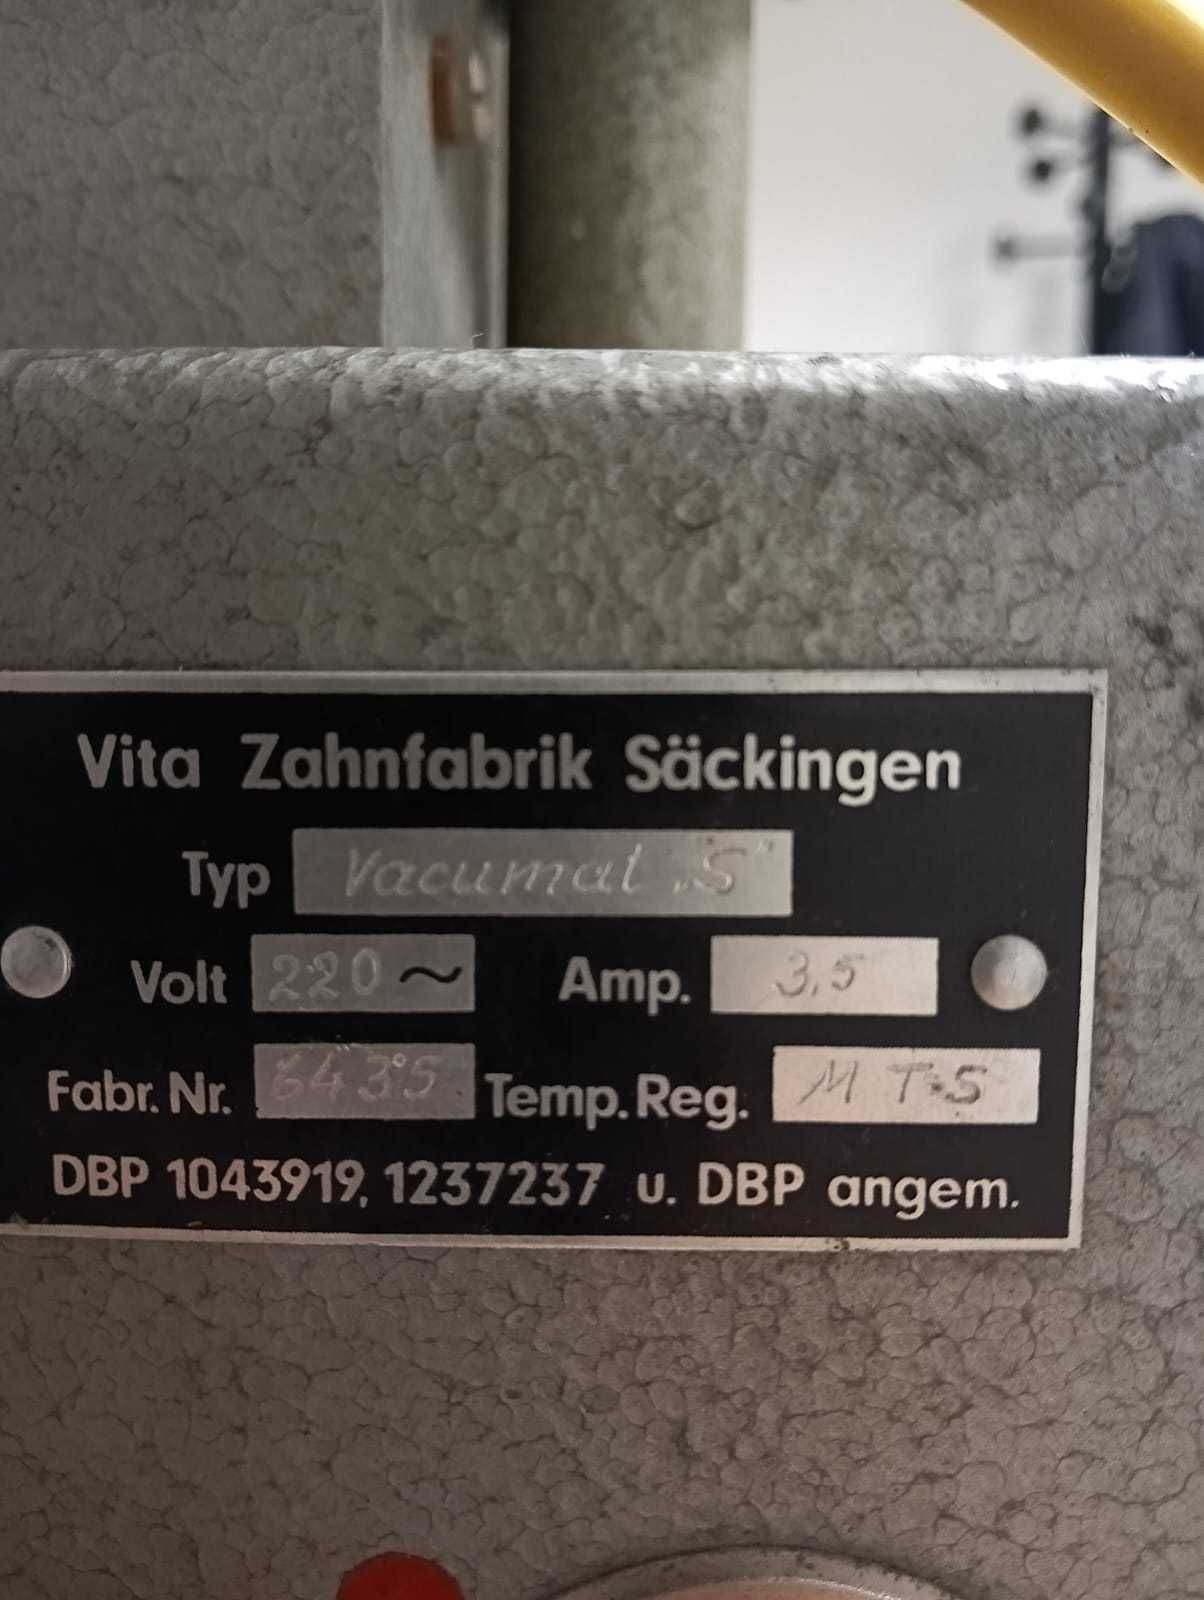 Vita Zahnfabrik Säckingen
Typ Vacumat „S"
Volt 220 ~ Amp. 3,5
Fabr. Nr. Temp. Reg. MTS
DBP 1043919, 1237237 u. DBP angem.